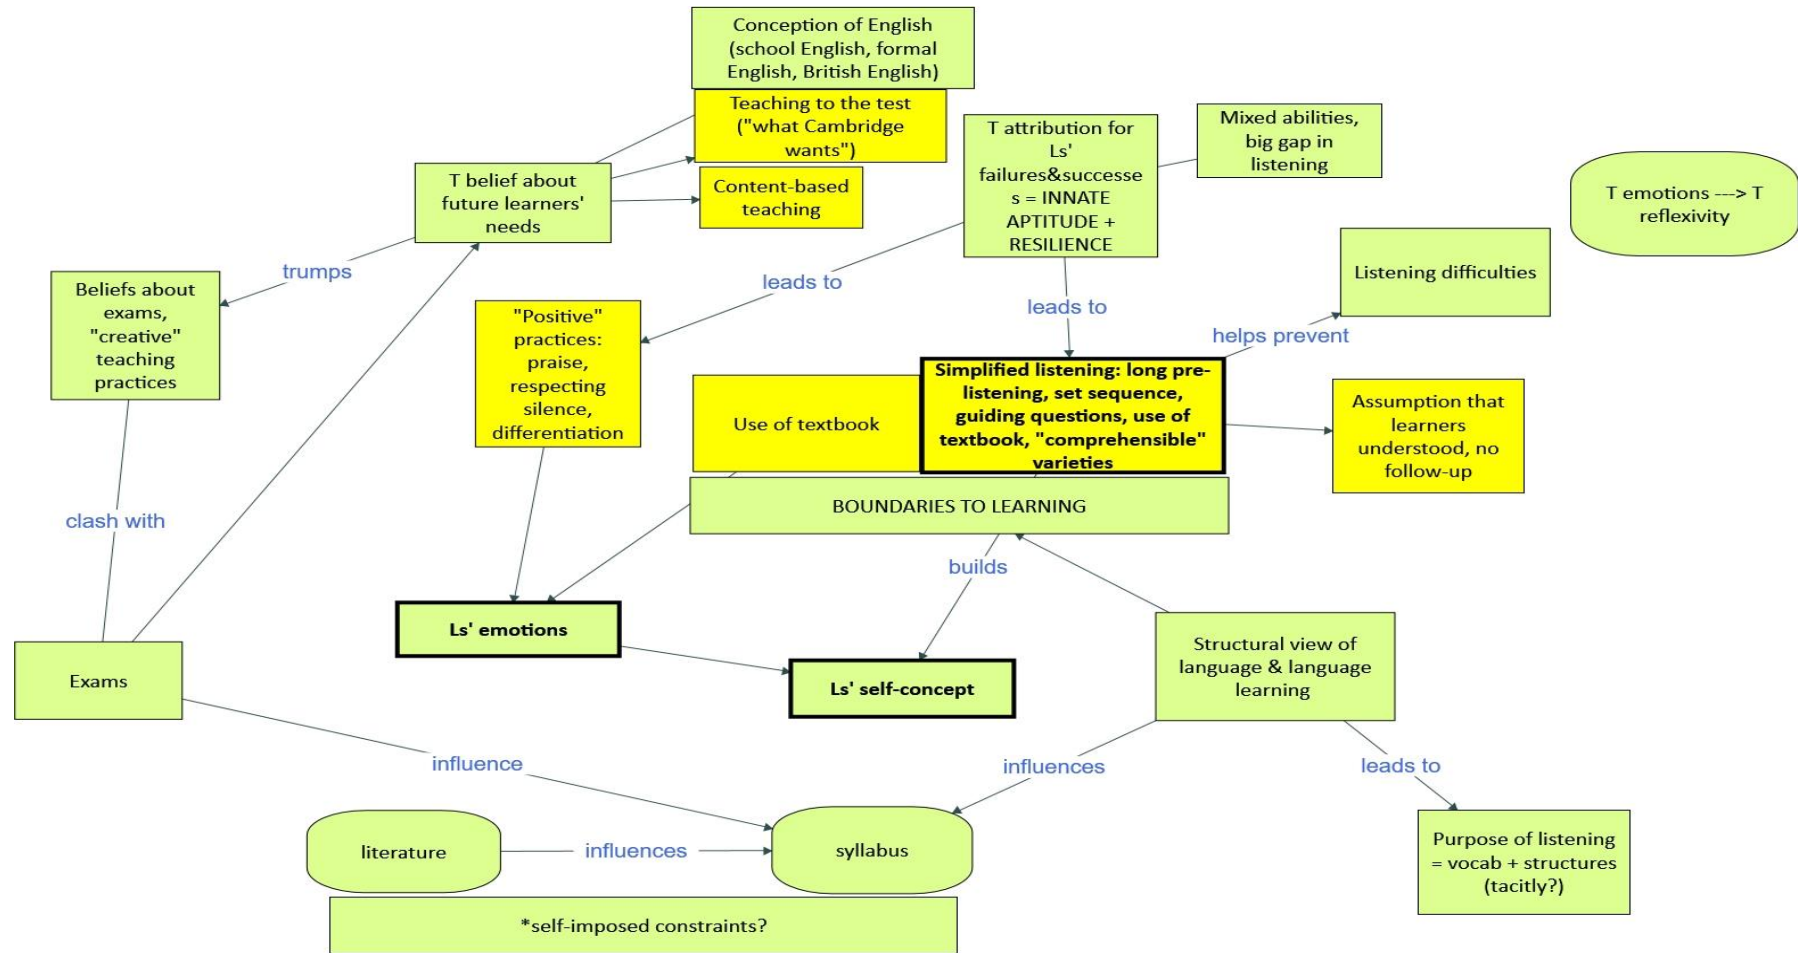 Conception of English
(school English, formal
English, British English)
Teaching to the test
("what Cambridge
wants")
T attribution for
Ls'
failures&successe
s = INNATE
APTITUDE +
RESILIENCE
Mixed abilities,
big gap in
listening
T emotions ---> T
reflexivity
T belief about
future learners'
needs
Content-based
teaching
trumps
leads to
leads to
Listening difficulties
helps prevent
Beliefs about
exams,
"creative"
teaching
practices
"Positive"
practices:
praise,
respecting
silence,
differentiation
Use of textbook
Simplified listening: long pre-
listening, set sequence,
guiding questions, use of
textbook, "comprehensible"
varieties
Assumption that
learners
understood, no
follow-up
BOUNDARIES TO LEARNING
clash with
builds
Ls' emotions
Ls' self-concept
Structural view of
language & language
learning
Exams
influence
influences
leads to
literature
influences
syllabus
Purpose of listening
= vocab + structures
(tacitly?)
*self-imposed constraints?